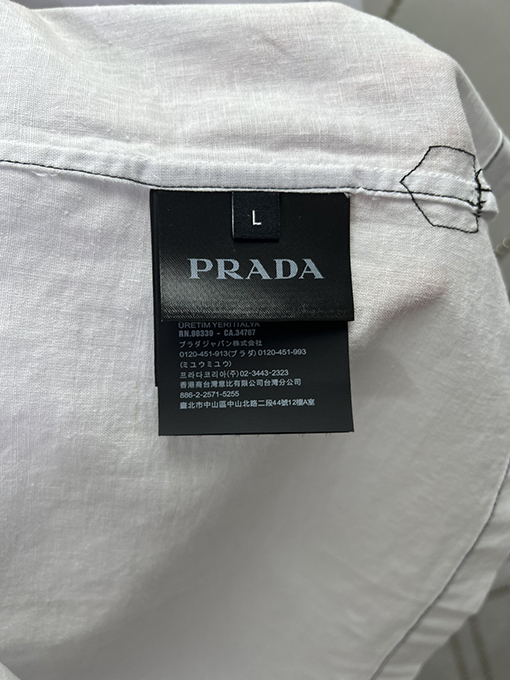 L
PRADA
ÜRETIM YERI ITALYA
RN.98339 • CA.34787
プラダジャパン株式会社
0120-451-913(プラダ) 0120-451-993
(ミュウミュウ)
프라다코리아(주) 02-3443-2323
香港商台灣意比有限公司台灣分公司
886-2-2571-5255
臺北市中山區中山北路二段44號12樓A室